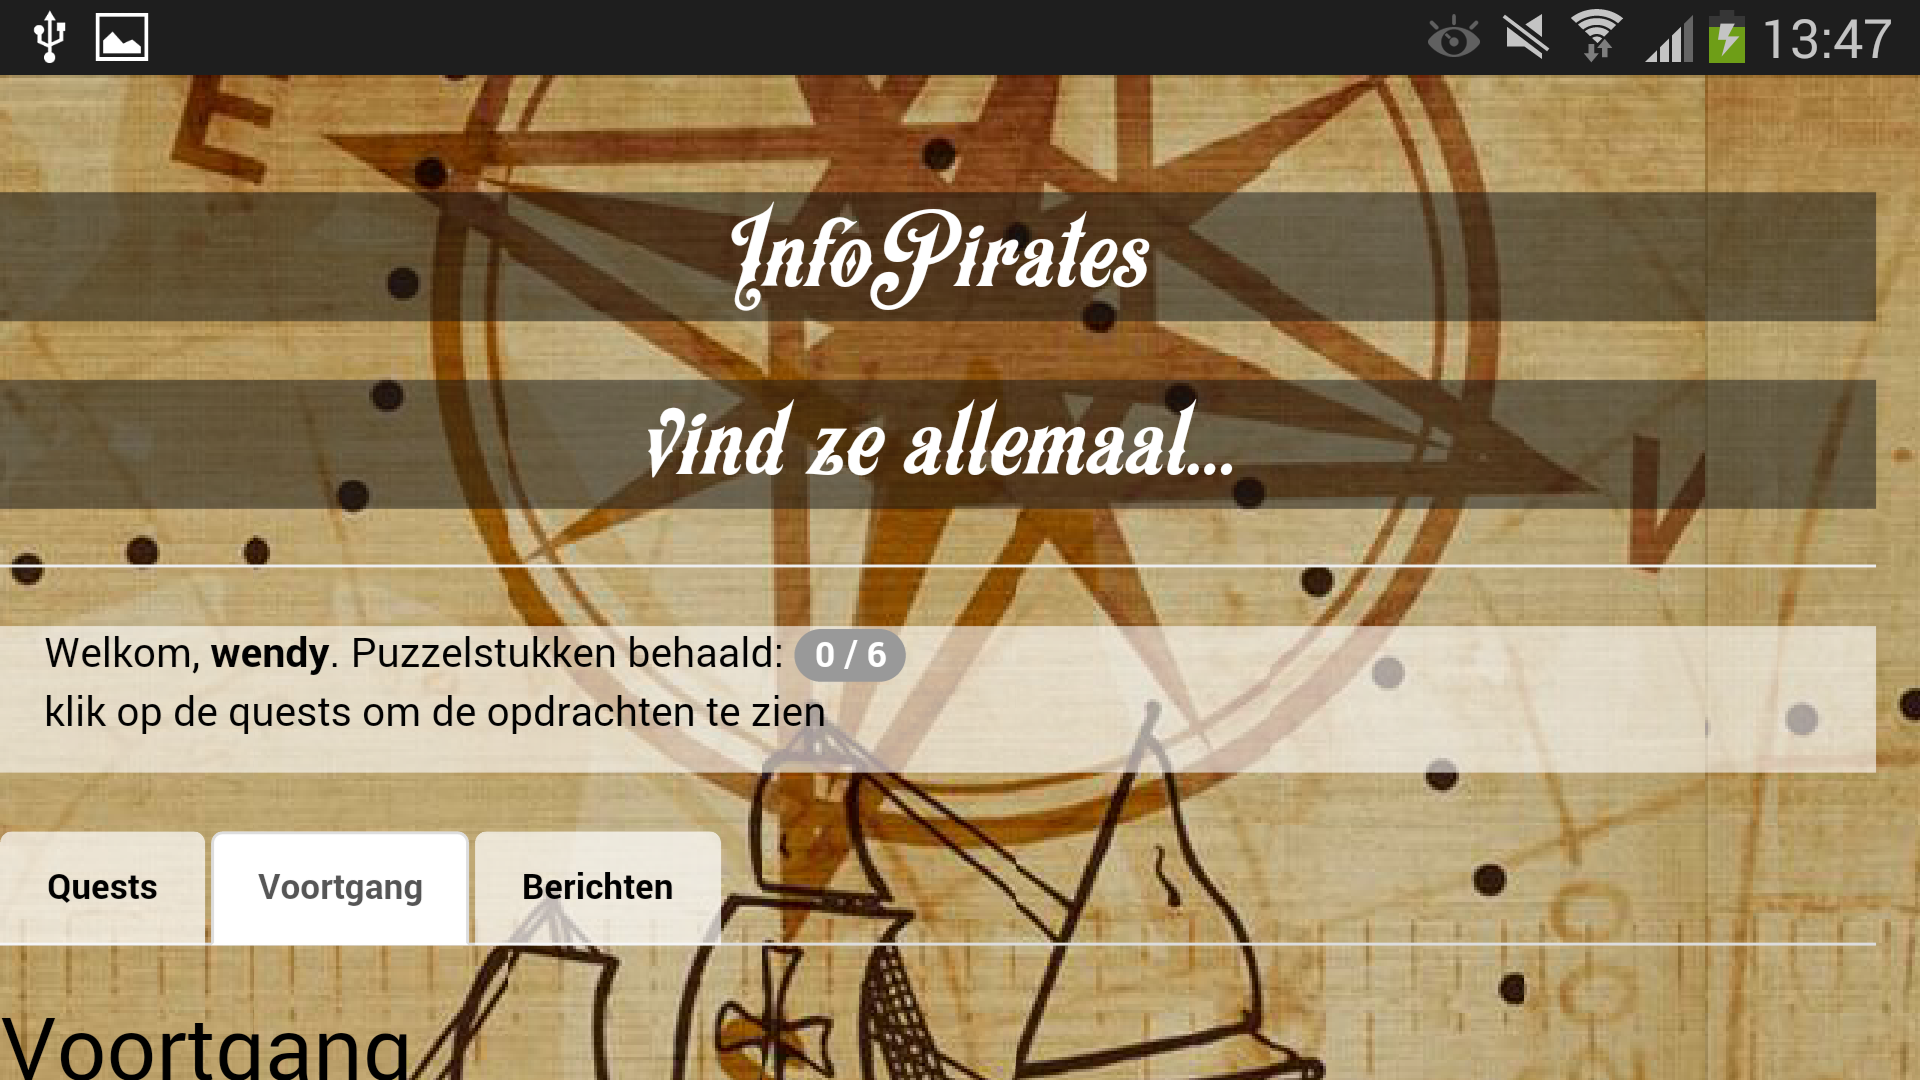 13:47
E
InfoPirates
vind ze allemaal...
V
Welkom, wendy. Puzzelstukken behaald: 0 / 6
klik op de quests om de opdrachten te zien
Quests
Voortgang
Berichten
Voortgang